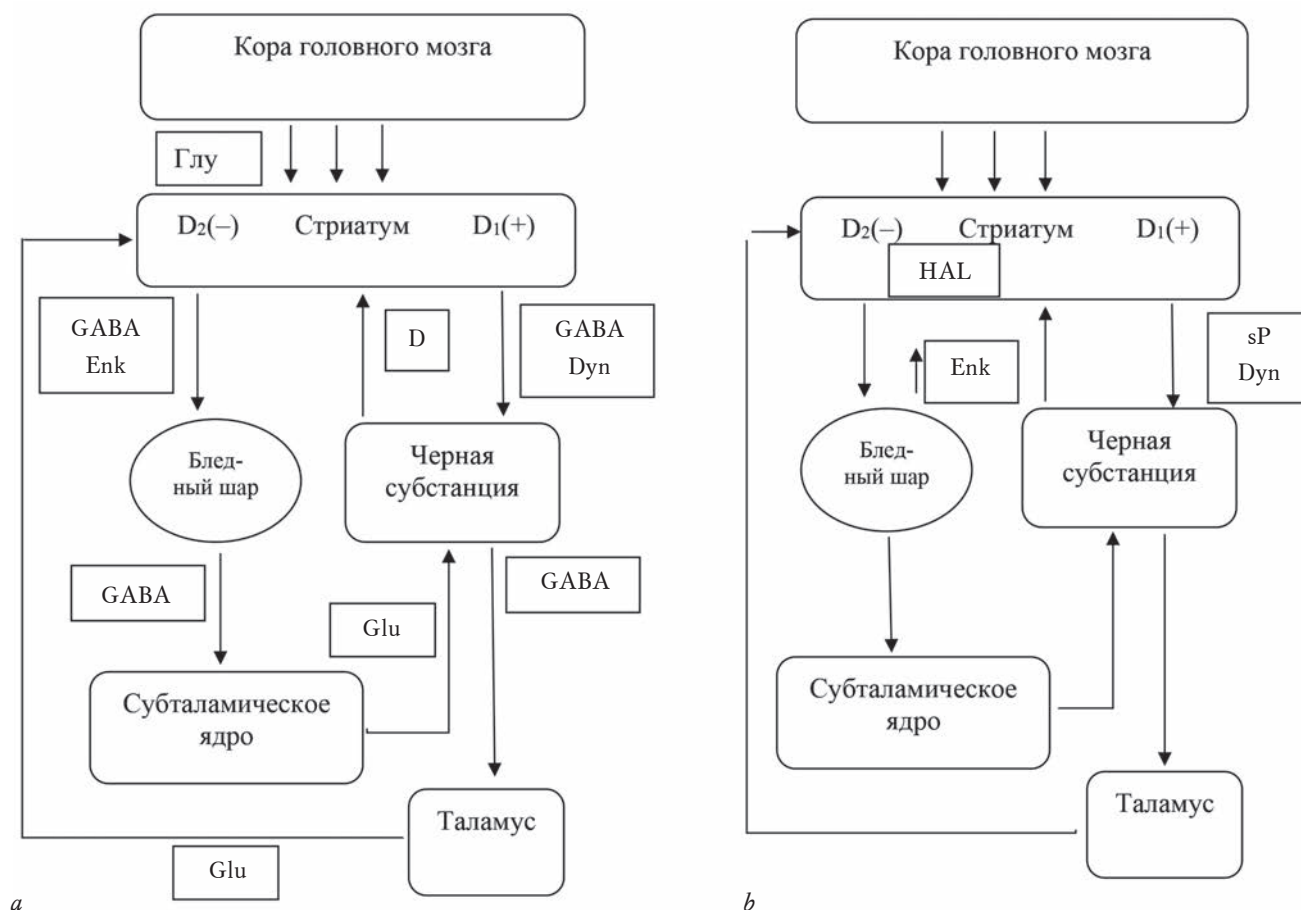 Кора головного мозга
Глу
D2(–) Стриатум D1(+)
GABA
Enk
D
GABA
Dyn
Блед-
ный шар
Черная
субстанция
GABA
Glu
GABA
Субталамическое
ядро
Таламус
Glu
a
Кора головного мозга
D2(–) Стриатум D1(+)
HAL
Enk
sP
Dyn
Блед-
ный шар
Черная
субстанция
Субталамическое
ядро
Таламус
b